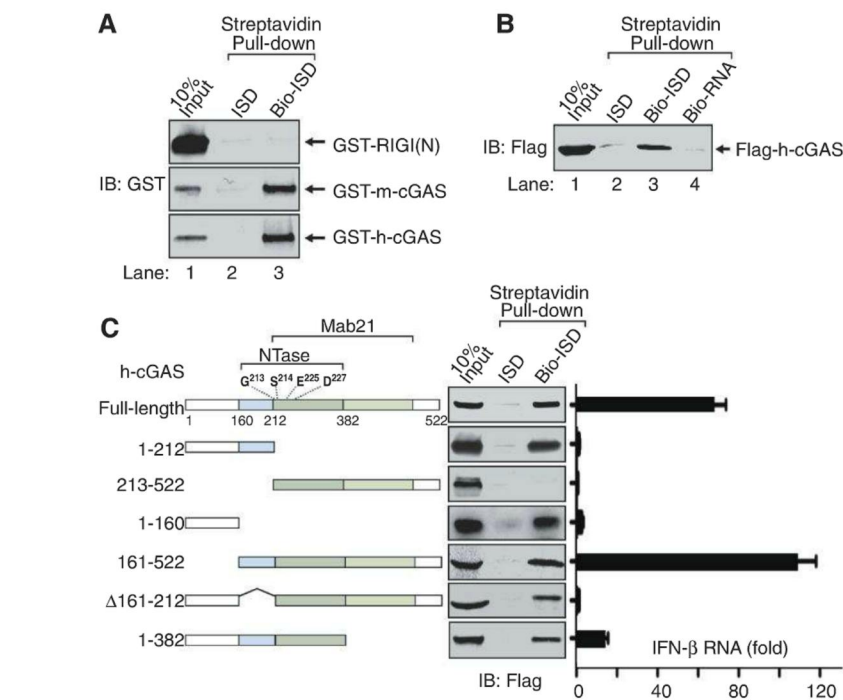 A
Streptavidin
Pull-down
10%
Input
ISD
Bio-ISD
GST-RIGI(N)
IB: GST
GST-m-cGAS
GST-h-cGAS
Lane: 1 2 3
B
Streptavidin
Pull-down
10%
Input
ISD
Bio-ISD
Bio-RNA
IB: Flag
Flag-h-cGAS
Lane: 1 2 3 4
C
Mab21
NTase
h-cGAS
G213 S214 E225 D227
Full-length
1 160 212 382 522
1-212
213-522
1-160
161-522
Δ161-212
1-382
Streptavidin
Pull-down
10%
Input
ISD
Bio-ISD
IB: Flag
IFN-β RNA (fold)
0 40 80 120